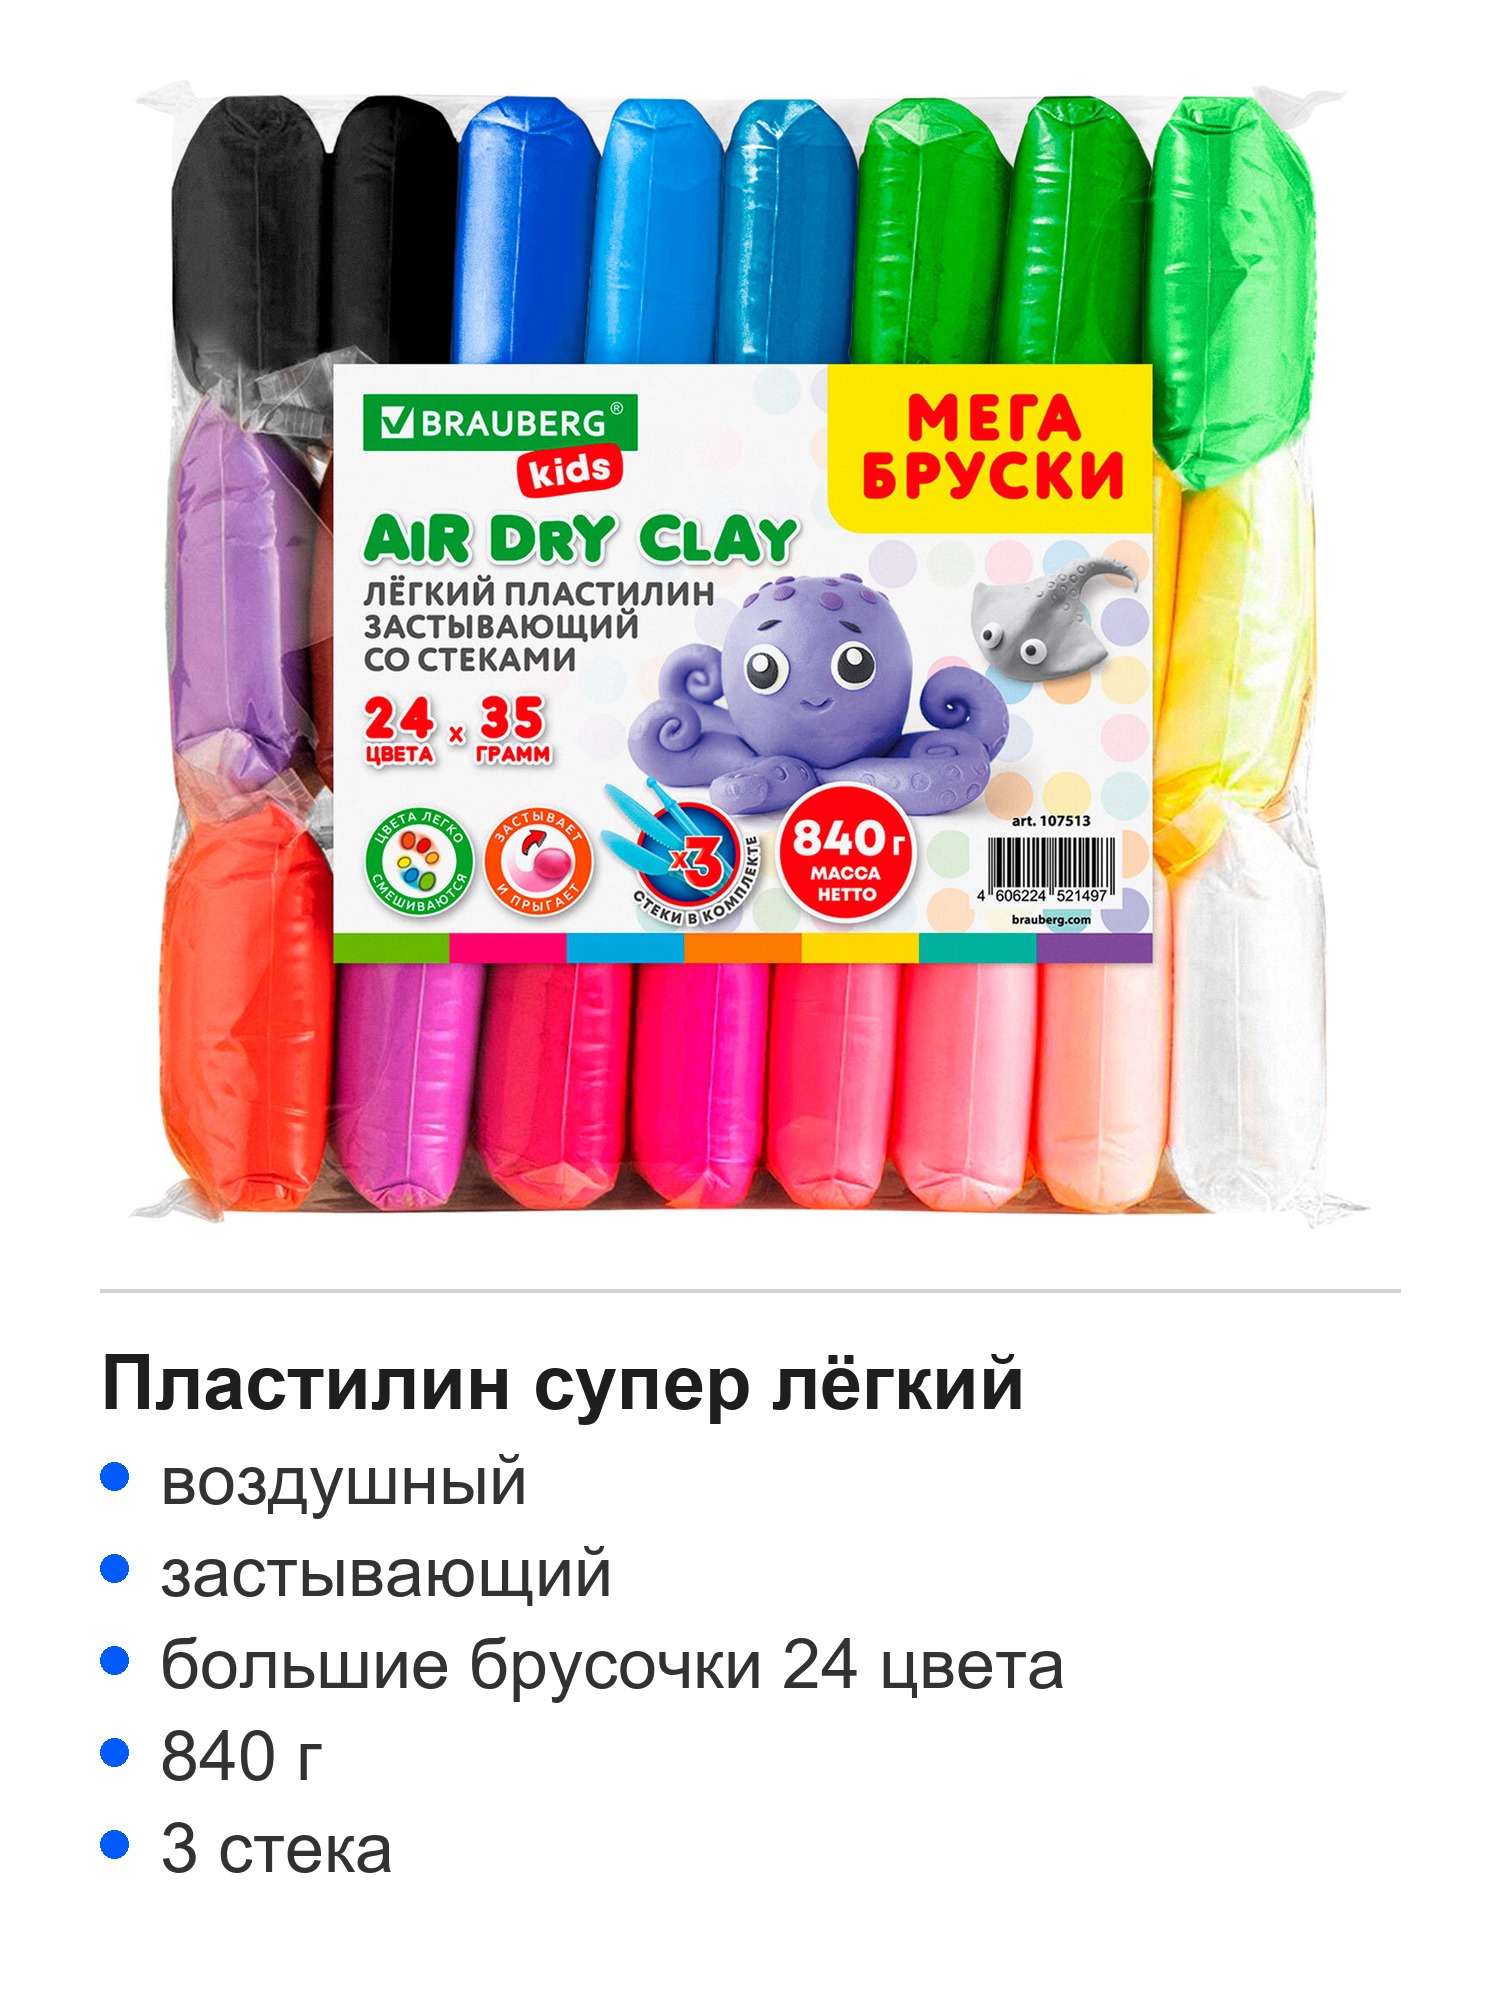 BRAUBERG®
kids
МЕГА
БРУСКИ
AIR DRY CLAY
ЛЁГКИЙ ПЛАСТИЛИН
ЗАСТЫВАЮЩИЙ
СО СТЕКАМИ
24 x 35
ЦВЕТА ГРАММ
ЦВЕТА ЛЕГКО
СМЕШИВАЮТСЯ
ЗАСТЫВАЕТ
И ПРЫГАЕТ
x3
СТЕКИ В КОМПЛЕКТЕ
840 г
МАССА
НЕТТО
art. 107513
4 606224 521497
brauberg.com
Пластилин супер лёгкий
воздушный
застывающий
большие брусочки 24 цвета
840 г
3 стека